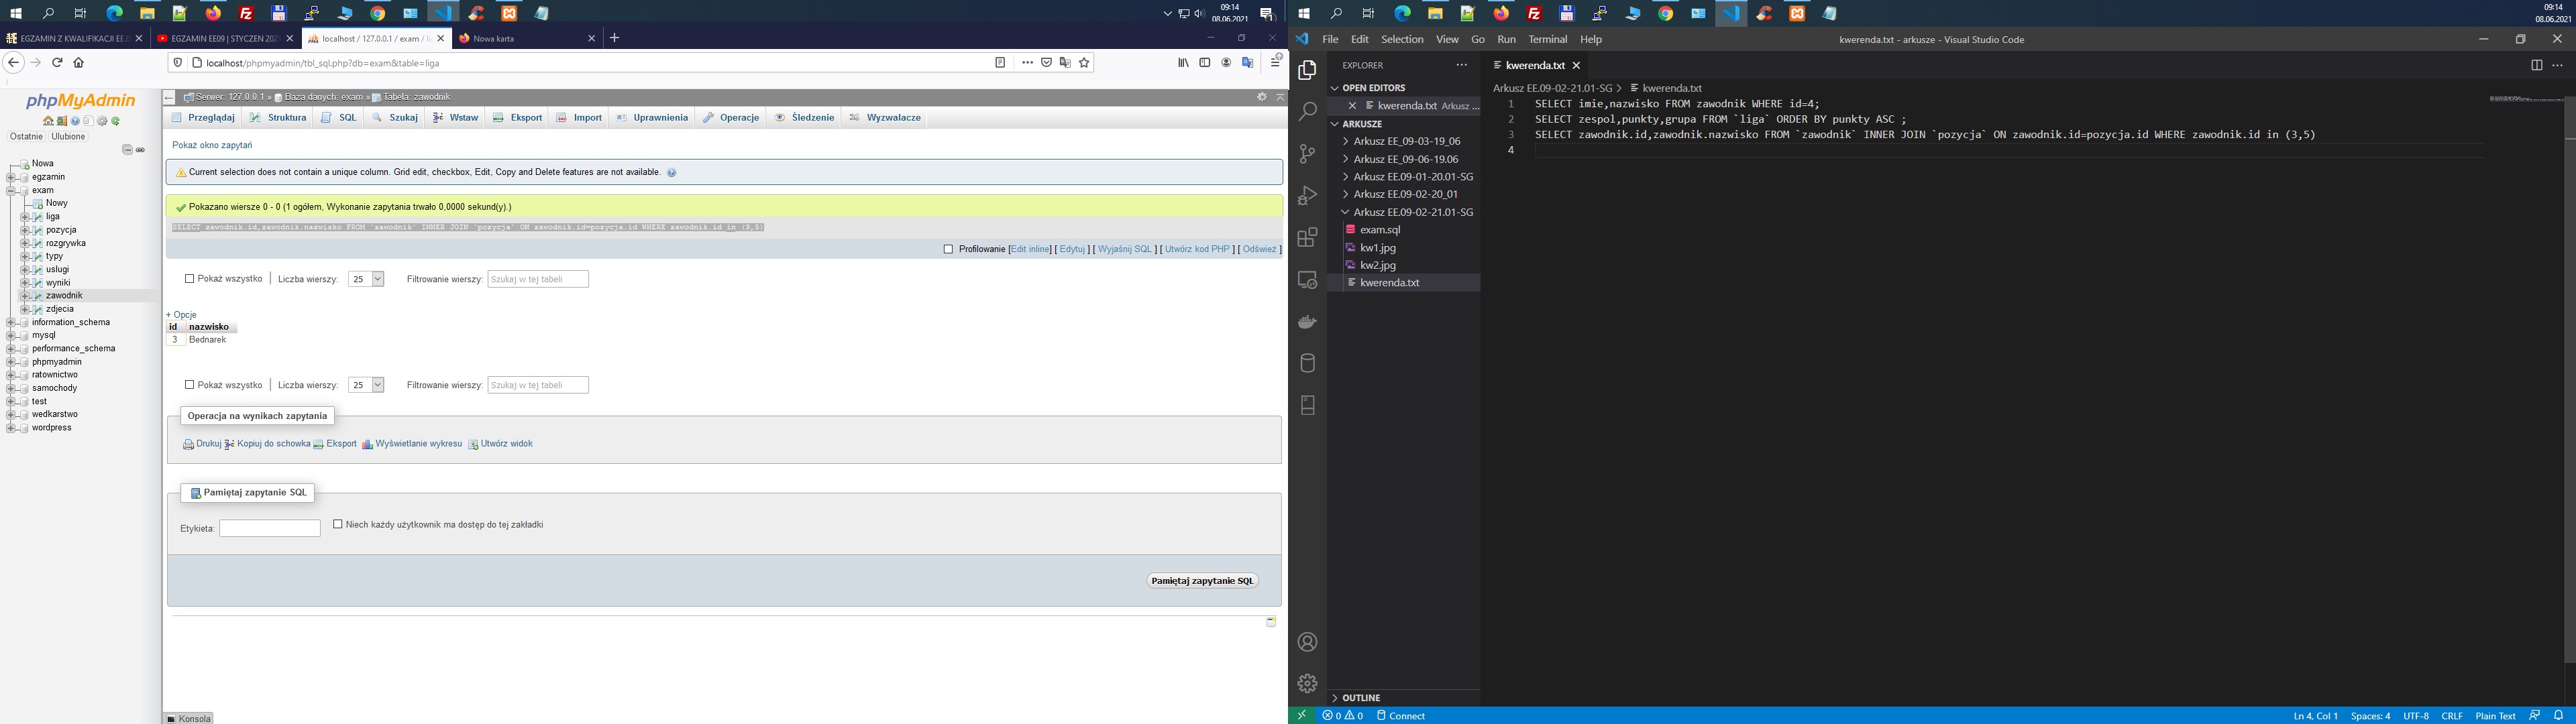 09:14
08.06.2021
09:14
08.06.2021
EGZAMIN Z KWALIFIKACJI EE.0
EGZAMIN EE09 | STYCZEN 202
localhost / 127.0.0.1 / exam / li
Nowa karta
localhost/phpmyadmin/tbl_sql.php?db=exam&table=liga
phpMyAdmin
Ostatnie Ulubione
Nowa
egzamin
exam
Nowy
liga
pozycja
rozgrywka
typy
uslugi
wyniki
zawodnik
zdjecia
information_schema
mysql
performance_schema
phpmyadmin
ratownictwo
samochody
test
wedkarstwo
wordpress
Serwer: 127.0.0.1 » Baza danych: exam » Tabela: zawodnik
Przeglądaj Struktura SQL Szukaj Wstaw Eksport Import Uprawnienia Operacje Śledzenie Wyzwalacze
Pokaż okno zapytań
Current selection does not contain a unique column. Grid edit, checkbox, Edit, Copy and Delete features are not available.
Pokazano wiersze 0 - 0 (1 ogółem, Wykonanie zapytania trwało 0,0000 sekund(y).)
SELECT zawodnik.id,zawodnik.nazwisko FROM `zawodnik` INNER JOIN `pozycja` ON zawodnik.id=pozycja.id WHERE zawodnik.id in (3,5)
Profilowanie [Edit inline] [ Edytuj ] [ Wyjaśnij SQL ] [ Utwórz kod PHP ] [ Odśwież ]
Pokaż wszystko | Liczba wierszy: 25 Filtrowanie wierszy: Szukaj w tej tabeli
+ Opcje
id nazwisko
3 Bednarek
Pokaż wszystko | Liczba wierszy: 25 Filtrowanie wierszy: Szukaj w tej tabeli
Operacja na wynikach zapytania
Drukuj Kopiuj do schowka Eksport Wyświetlanie wykresu Utwórz widok
Pamiętaj zapytanie SQL
Etykieta: Niech każdy użytkownik ma dostęp do tej zakładki
Pamiętaj zapytanie SQL
Konsola
File Edit Selection View Go Run Terminal Help
kwerenda.txt - arkusze - Visual Studio Code
EXPLORER
OPEN EDITORS
kwerenda.txt Arkusz ...
ARKUSZE
Arkusz EE_09-03-19_06
Arkusz EE_09-06-19.06
Arkusz EE.09-01-20.01-SG
Arkusz EE.09-02-20_01
Arkusz EE.09-02-21.01-SG
exam.sql
kw1.jpg
kw2.jpg
kwerenda.txt
OUTLINE
kwerenda.txt
Arkusz EE.09-02-21.01-SG > kwerenda.txt
1 SELECT imie,nazwisko FROM zawodnik WHERE id=4;
2 SELECT zespol,punkty,grupa FROM `liga` ORDER BY punkty ASC ;
3 SELECT zawodnik.id,zawodnik.nazwisko FROM `zawodnik` INNER JOIN `pozycja` ON zawodnik.id=pozycja.id WHERE zawodnik.id in (3,5)
4
0 0 Connect
Ln 4, Col 1 Spaces: 4 UTF-8 CRLF Plain Text